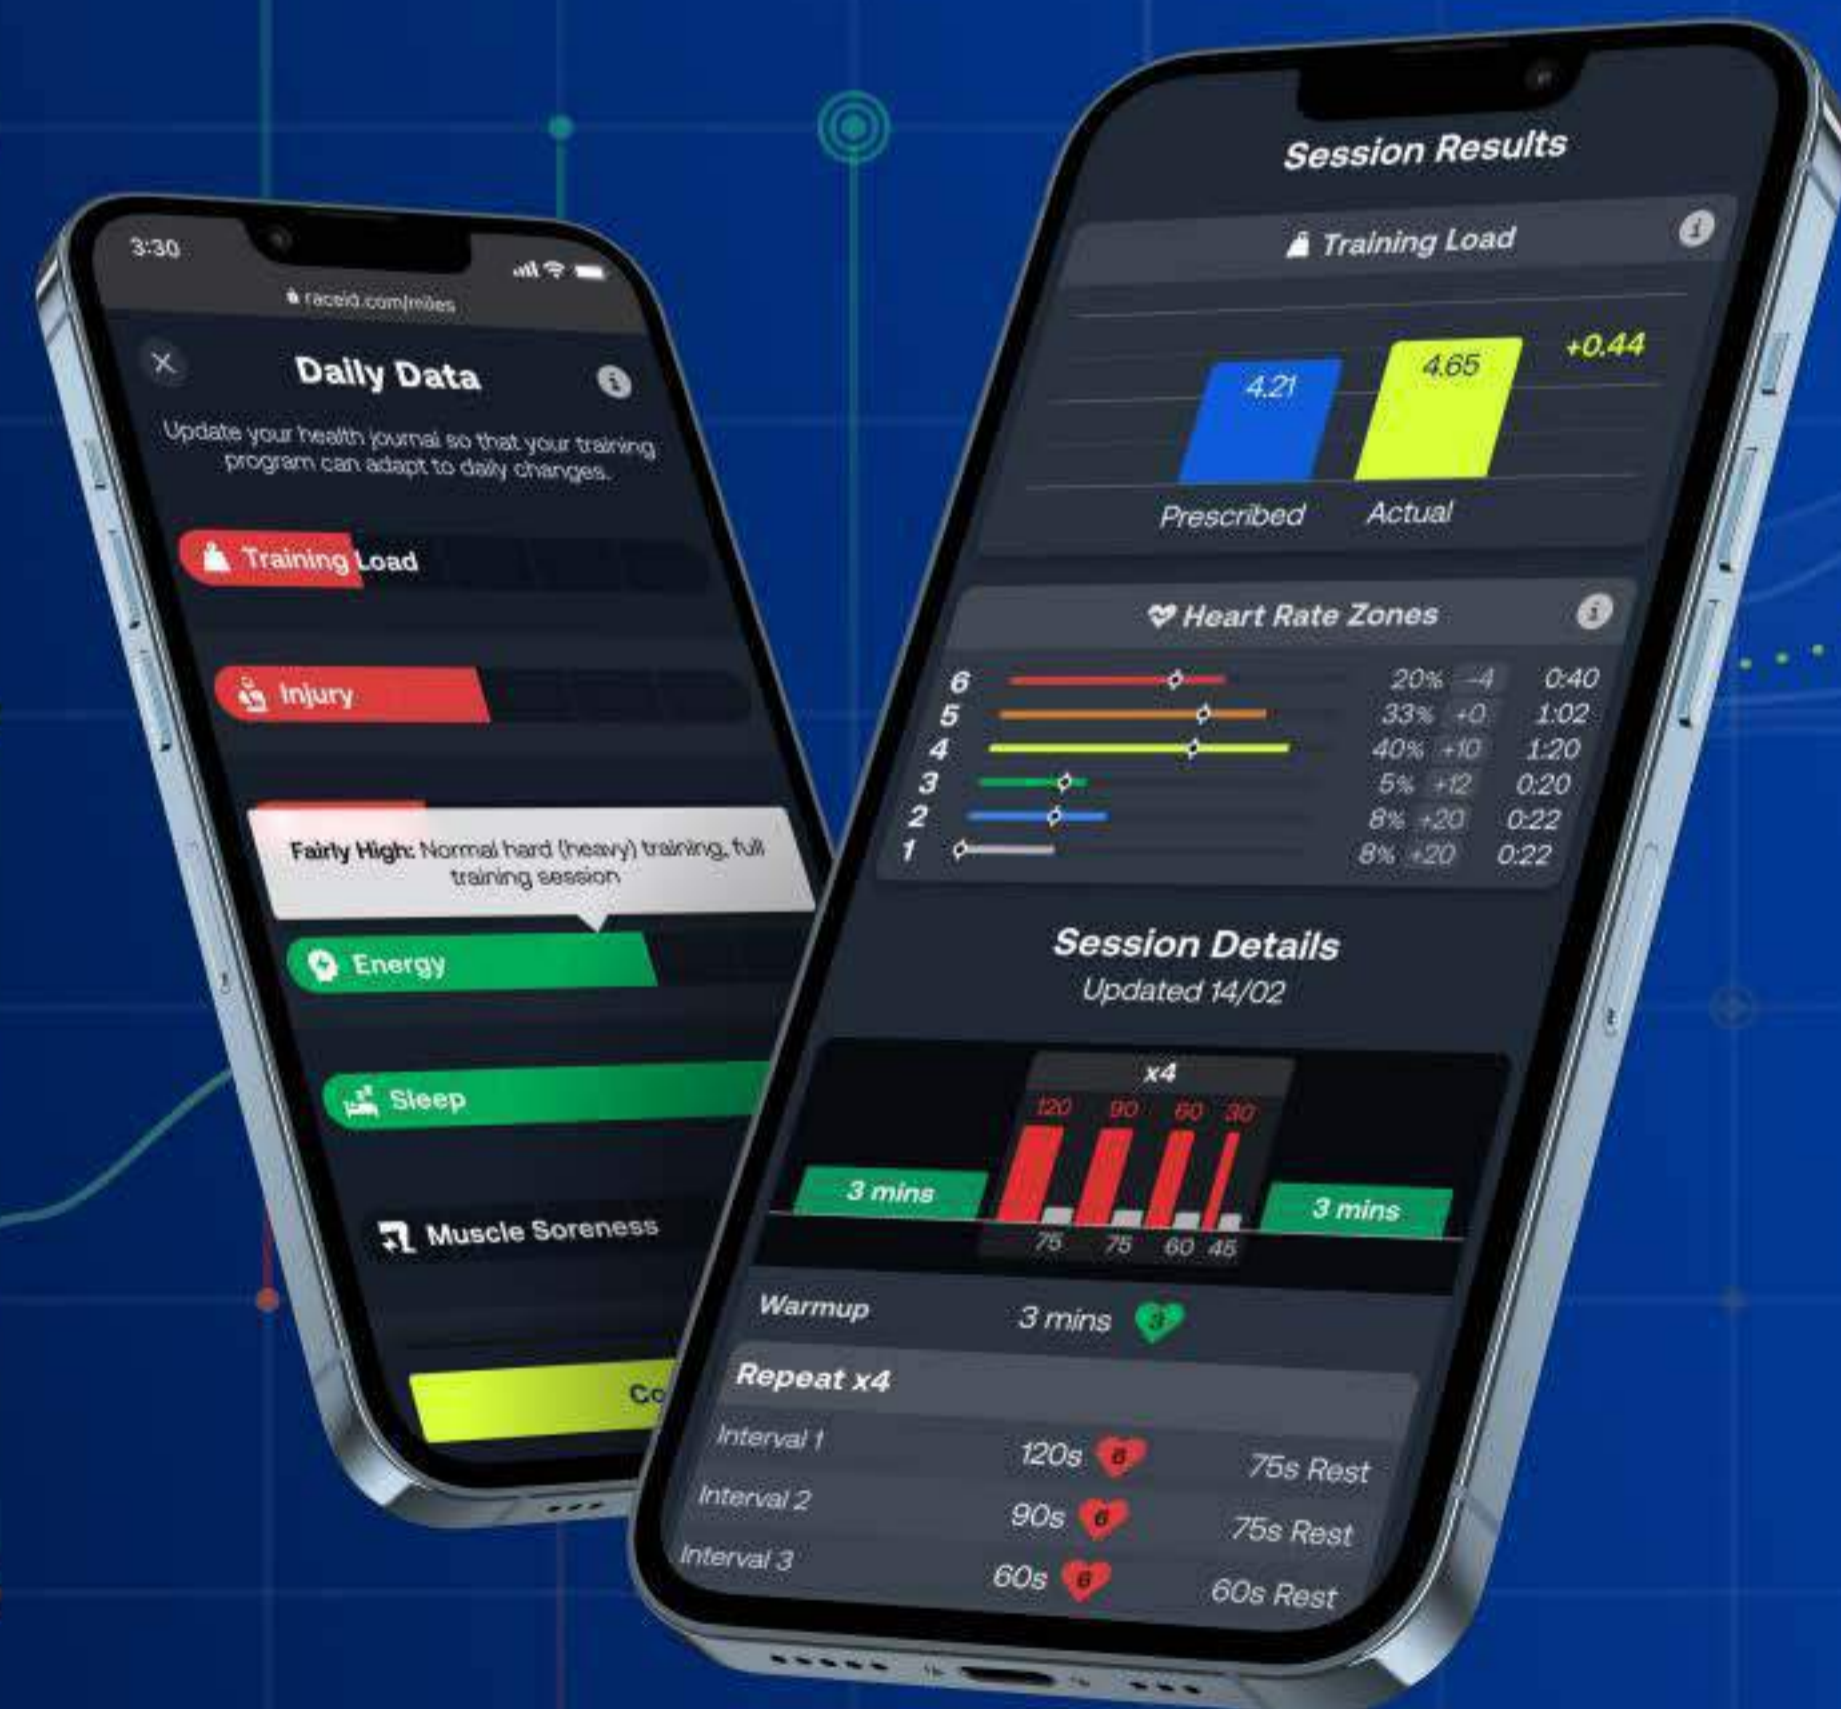 3:30
raceid.com/miles
Daily Data
Update your health journal so that your training
program can adapt to daily changes.
Training Load
Injury
Fairly High: Normal hard (heavy) training, full
training session
Energy
Sleep
Muscle Soreness
Co
Session Results
Training Load
+0.44
4.21 4.65
Prescribed Actual
Heart Rate Zones
6 20% -4 0:40
5 33% +0 1:02
4 40% +10 1:20
3 5% +12 0:20
2 8% +20 0:22
1 8% +20 0:22
Session Details
Updated 14/02
x4
120 90 60 30
3 mins 3 mins
75 75 60 45
Warmup 3 mins 3
Repeat x4
Interval 1 120s 6 75s Rest
Interval 2 90s 6 75s Rest
Interval 3 60s 6 60s Rest